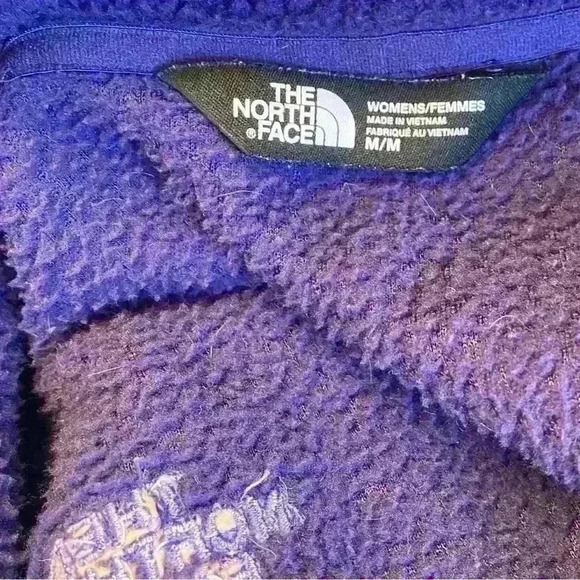 THE
NORTH
®FACE
WOMENS/FEMMES
MADE IN VIETNAM
FABRIQUÉ AU VIETNAM
M/M